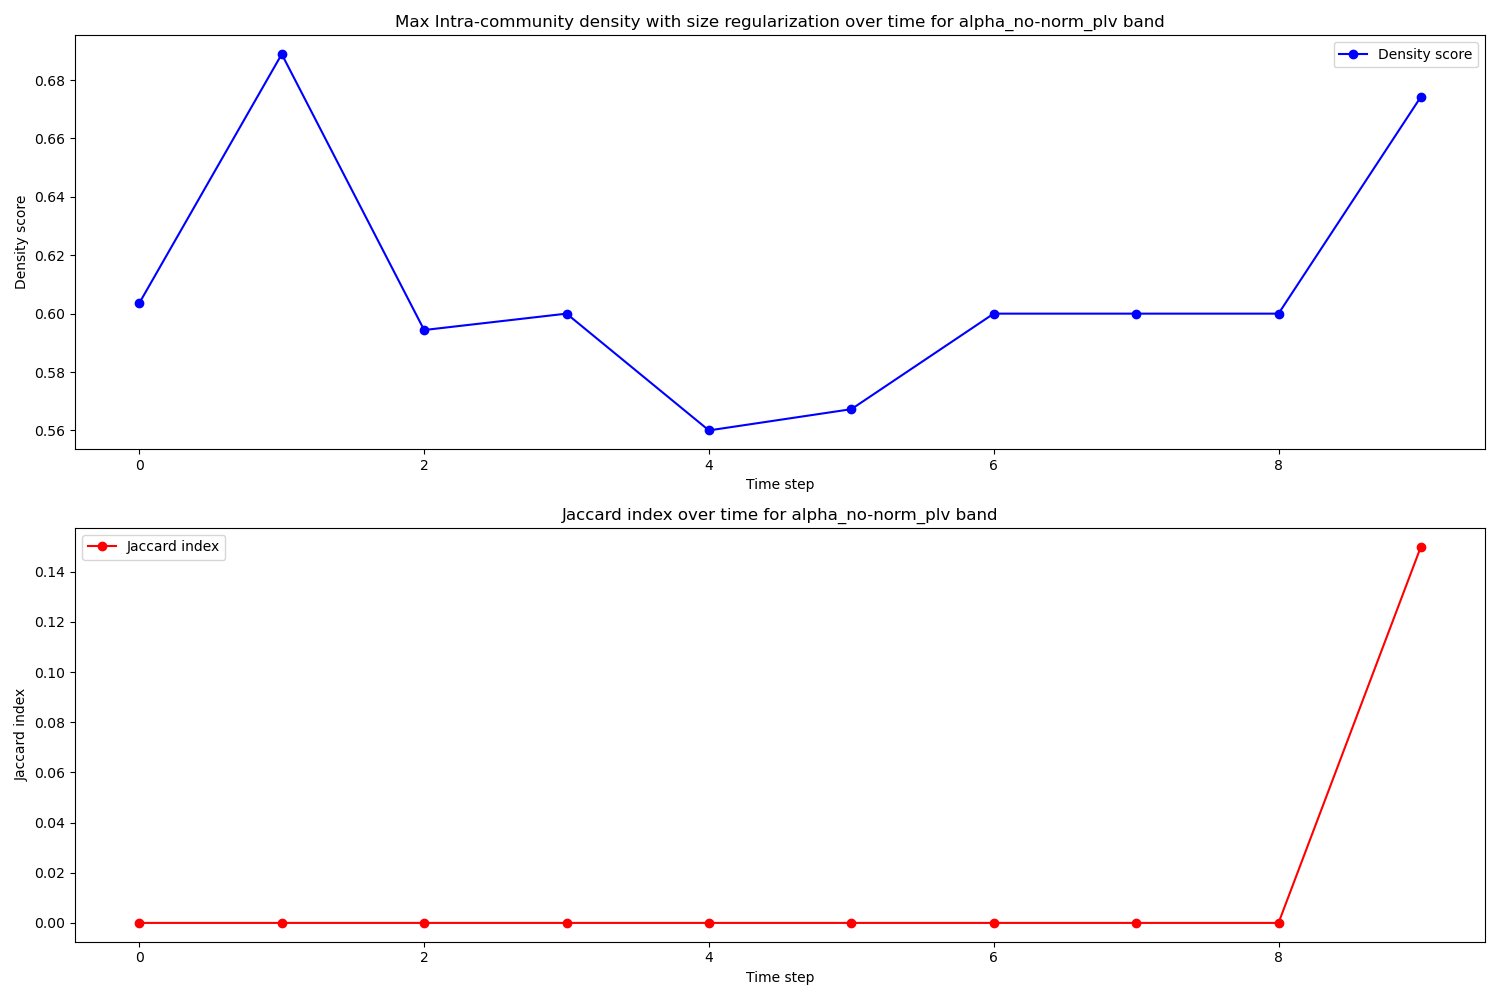 Max Intra-community density with size regularization over time for alpha_no-norm_plv band
Density score
0.68
0.66
0.64
0.62
0.60
0.58
0.56
Density score
0 2 4 6 8
Time step
Jaccard index over time for alpha_no-norm_plv band
Jaccard index
0.14
0.12
0.10
0.08
0.06
0.04
0.02
0.00
Jaccard index
0 2 4 6 8
Time step